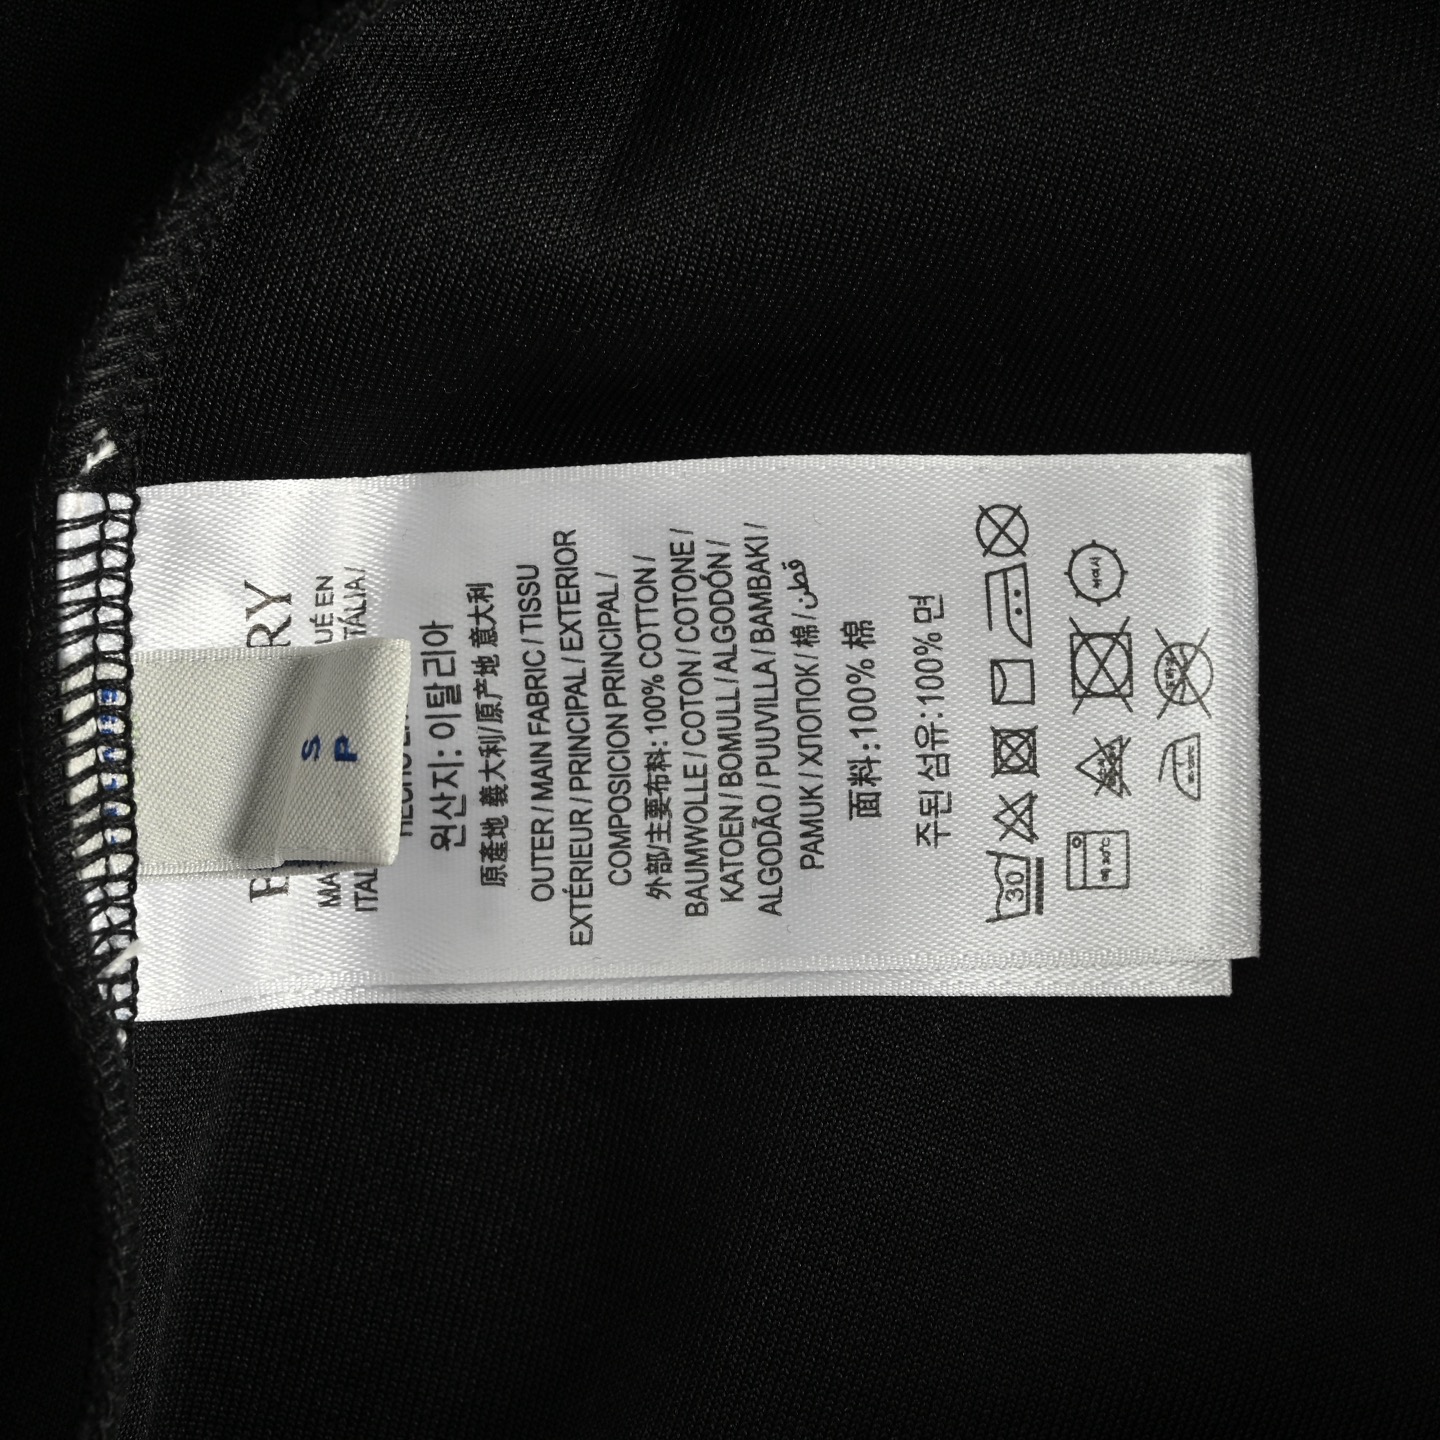 S
P
RY
UÉ EN
ITAL
TÁLIA /
원산지: 이탈리아
原產地 義大利/原产地 意大利
OUTER / MAIN FABRIC / TISSU
EXTÉRIEUR / PRINCIPAL / EXTERIOR
COMPOSICION PRINCIPAL /
外部/主要布料: 100% COTTON /
BAUMWOLLE / COTON / COTONE /
KATOEN / BOMULL / ALGODÓN /
ALGODÃO / PUUVILLA / BAMBAKI /
PAMUK / ХЛОПОК / 棉 / قطن
面料:100% 棉
주된섬유:100% 면
30